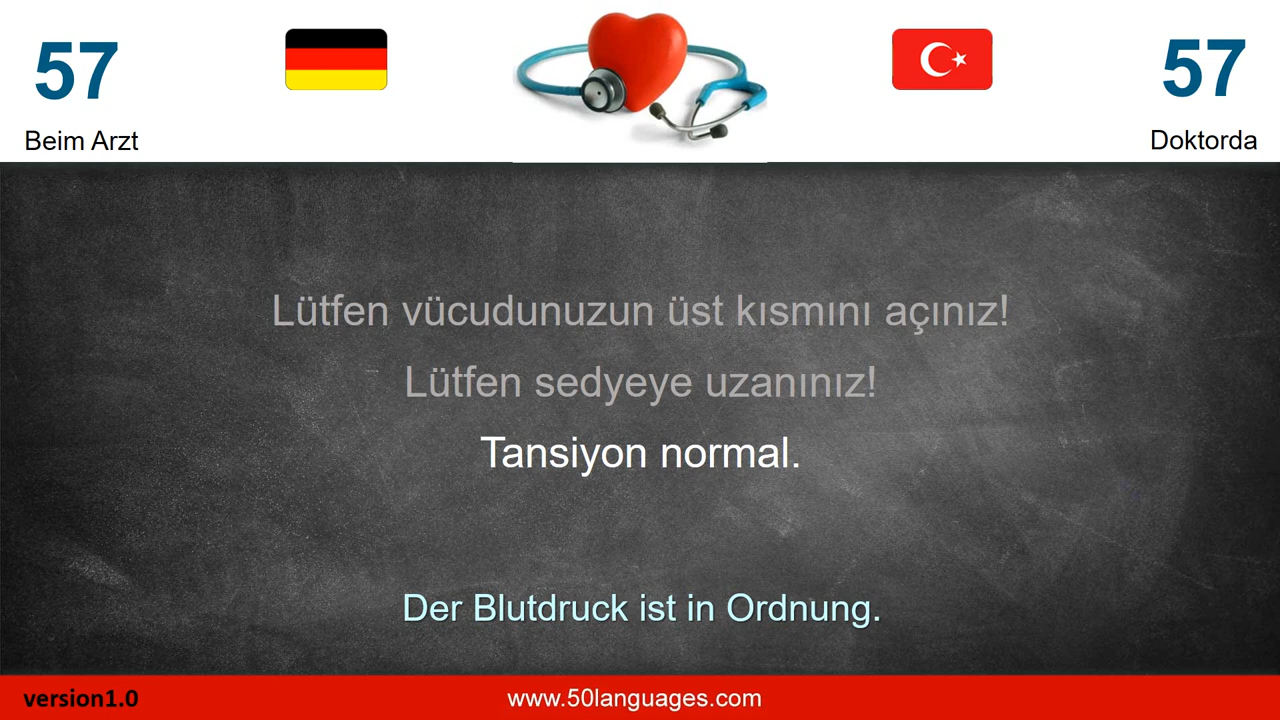 57
57
Beim Arzt
Doktorda
Lütfen vücudunuzun üst kısmını açınız!
Lütfen sedyeye uzanınız!
Tansiyon normal.
Der Blutdruck ist in Ordnung.
version1.0
www.50languages.com